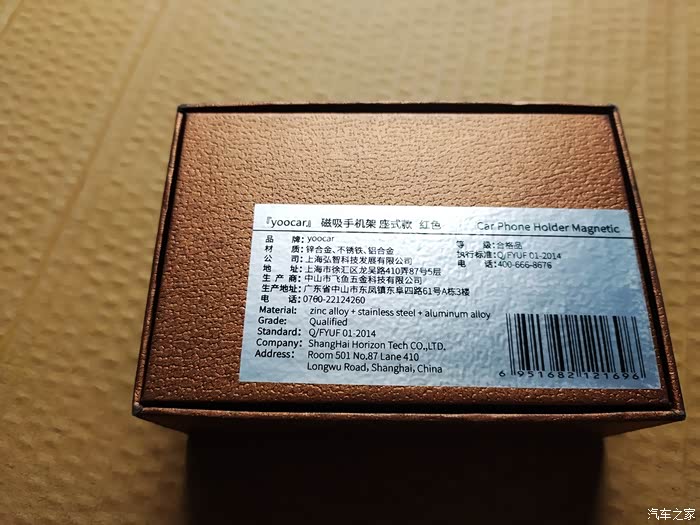 『yoocar』 磁吸手机架 座式款 红色 Car Phone Holder Magnetic
品 牌：yoocar 等 级：合格品
材 质：锌合金、不锈铁、铝合金 执行标准：Q/FYUF 01-2014
公 司：上海弘智科技发展有限公司 电 话：400-666-8676
地 址：上海市徐汇区龙吴路410弄87号5层
生 产 商：中山市飞鱼五金科技有限公司
生产地址：广东省中山市东凤镇东阜四路61号A栋3楼
电 话：0760-22124260
Material: zinc alloy + stainless steel + aluminum alloy
Grade: Qualified
Standard: Q/FYUF 01-2014
Company: ShangHai Horizon Tech CO.,LTD.
Address: Room 501 No.87 Lane 410
Longwu Road, Shanghai, China
6 951682 121696
汽车之家